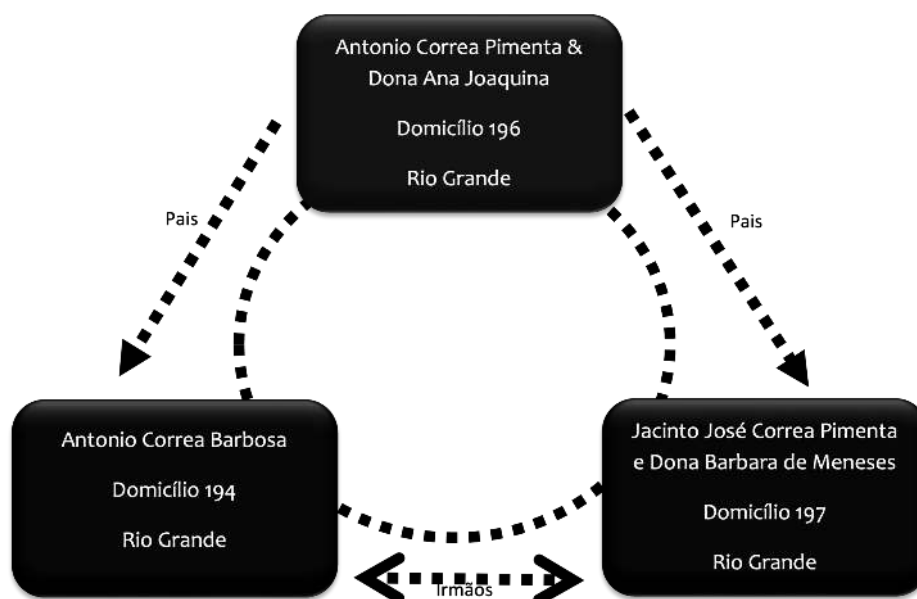 Antonio Correa Pimenta &
Dona Ana Joaquina
Domicílio 196
Rio Grande
Pais
Pais
Antonio Correa Barbosa
Domicílio 194
Rio Grande
Jacinto José Correa Pimenta
e Dona Barbara de Meneses
Domicílio 197
Rio Grande
Irmãos